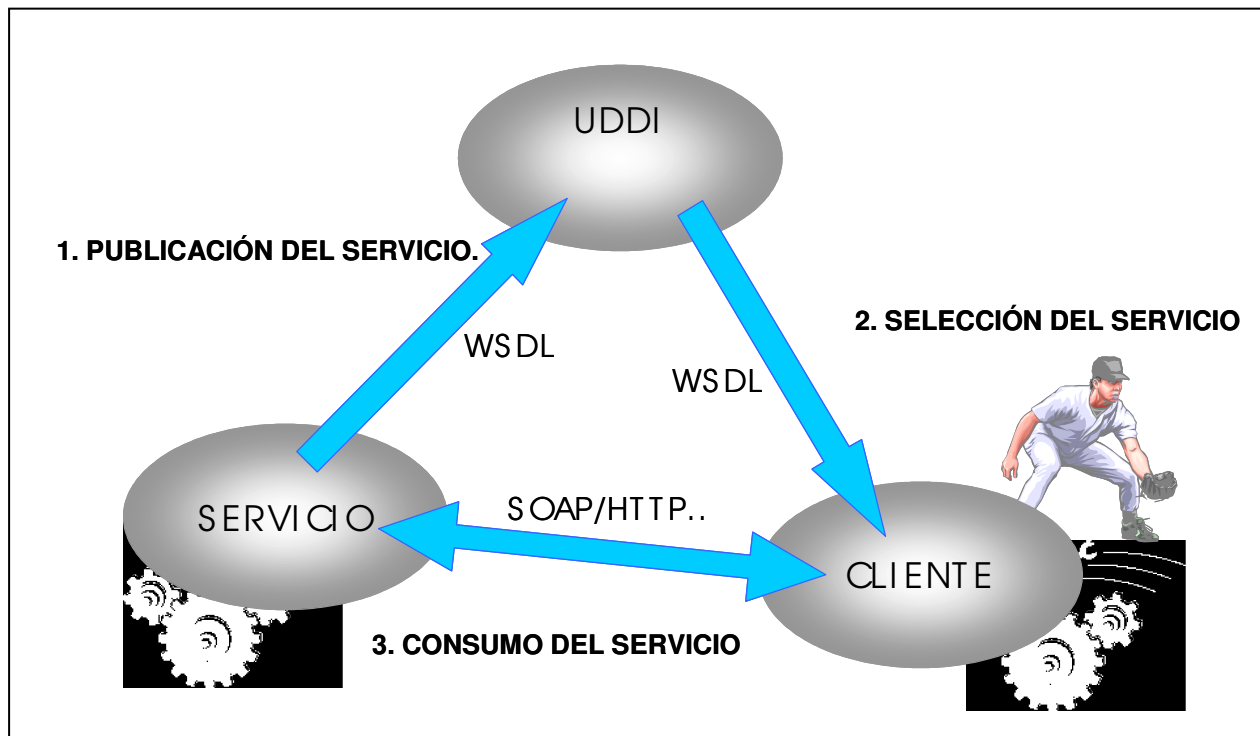 UDDI
1. PUBLICACIÓN DEL SERVICIO.
2. SELECCIÓN DEL SERVICIO
WSDL
WSDL
SERVICIO
SOAP/HTTP..
CLIENTE
3. CONSUMO DEL SERVICIO